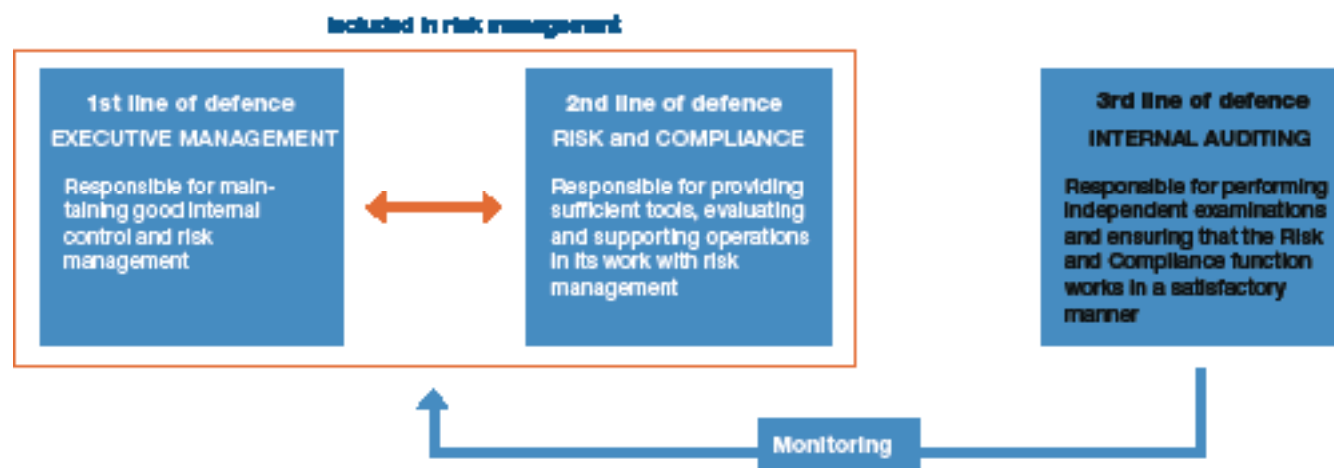 Included in risk management
1st line of defence
EXECUTIVE MANAGEMENT
Responsible for main-
taining good internal
control and risk
management
2nd line of defence
RISK and COMPLIANCE
Responsible for providing
sufficient tools, evaluating
and supporting operations
in its work with risk
management
3rd line of defence
INTERNAL AUDITING
Responsible for performing
independent examinations
and ensuring that the Risk
and Compliance function
works in a satisfactory
manner
Monitoring